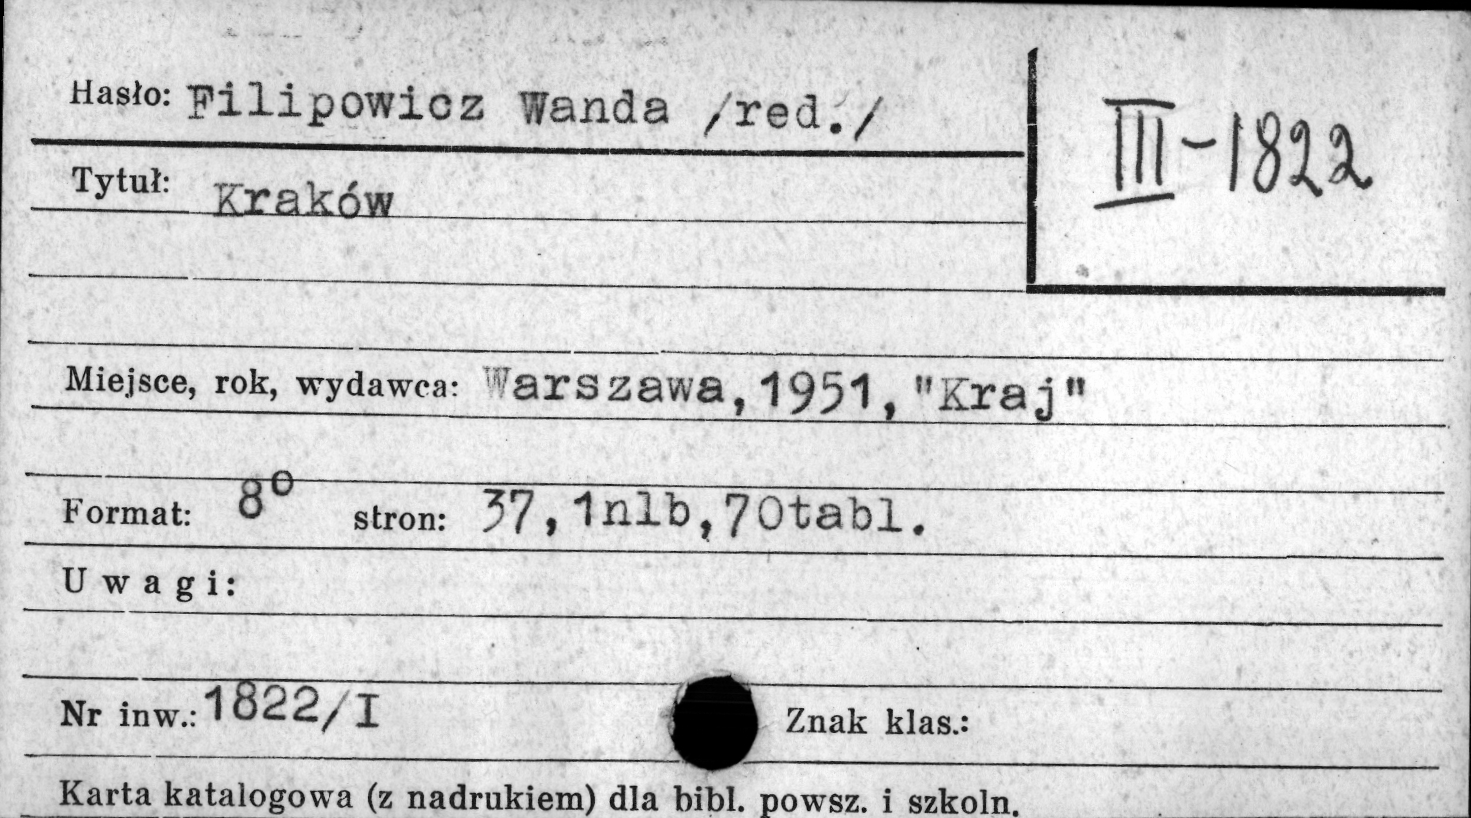 Hasło: Filipowicz Wanda /red./
III-1822
Tytuł: Kraków
Miejsce, rok, wydawca: Warszawa,1951,"Kraj"
Format: 8° stron: 37,1nlb,70tabl.
Uwagi:
Nr inw.: 1822/I Znak klas.:
Karta katalogowa (z nadrukiem) dla bibl. powsz. i szkoln.